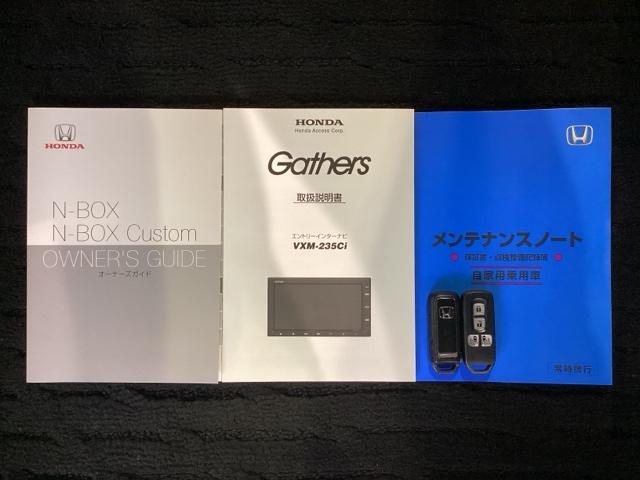 HONDA
N-BOX
N-BOX Custom
OWNER'S GUIDE
オーナーズガイド
HONDA
Honda Access Corp.
Gathers
取扱説明書
エントリーインターナビ
VXM-235Ci
メンテナンスノート
保証書・点検整備記録簿
自家用乗用車
常時携行